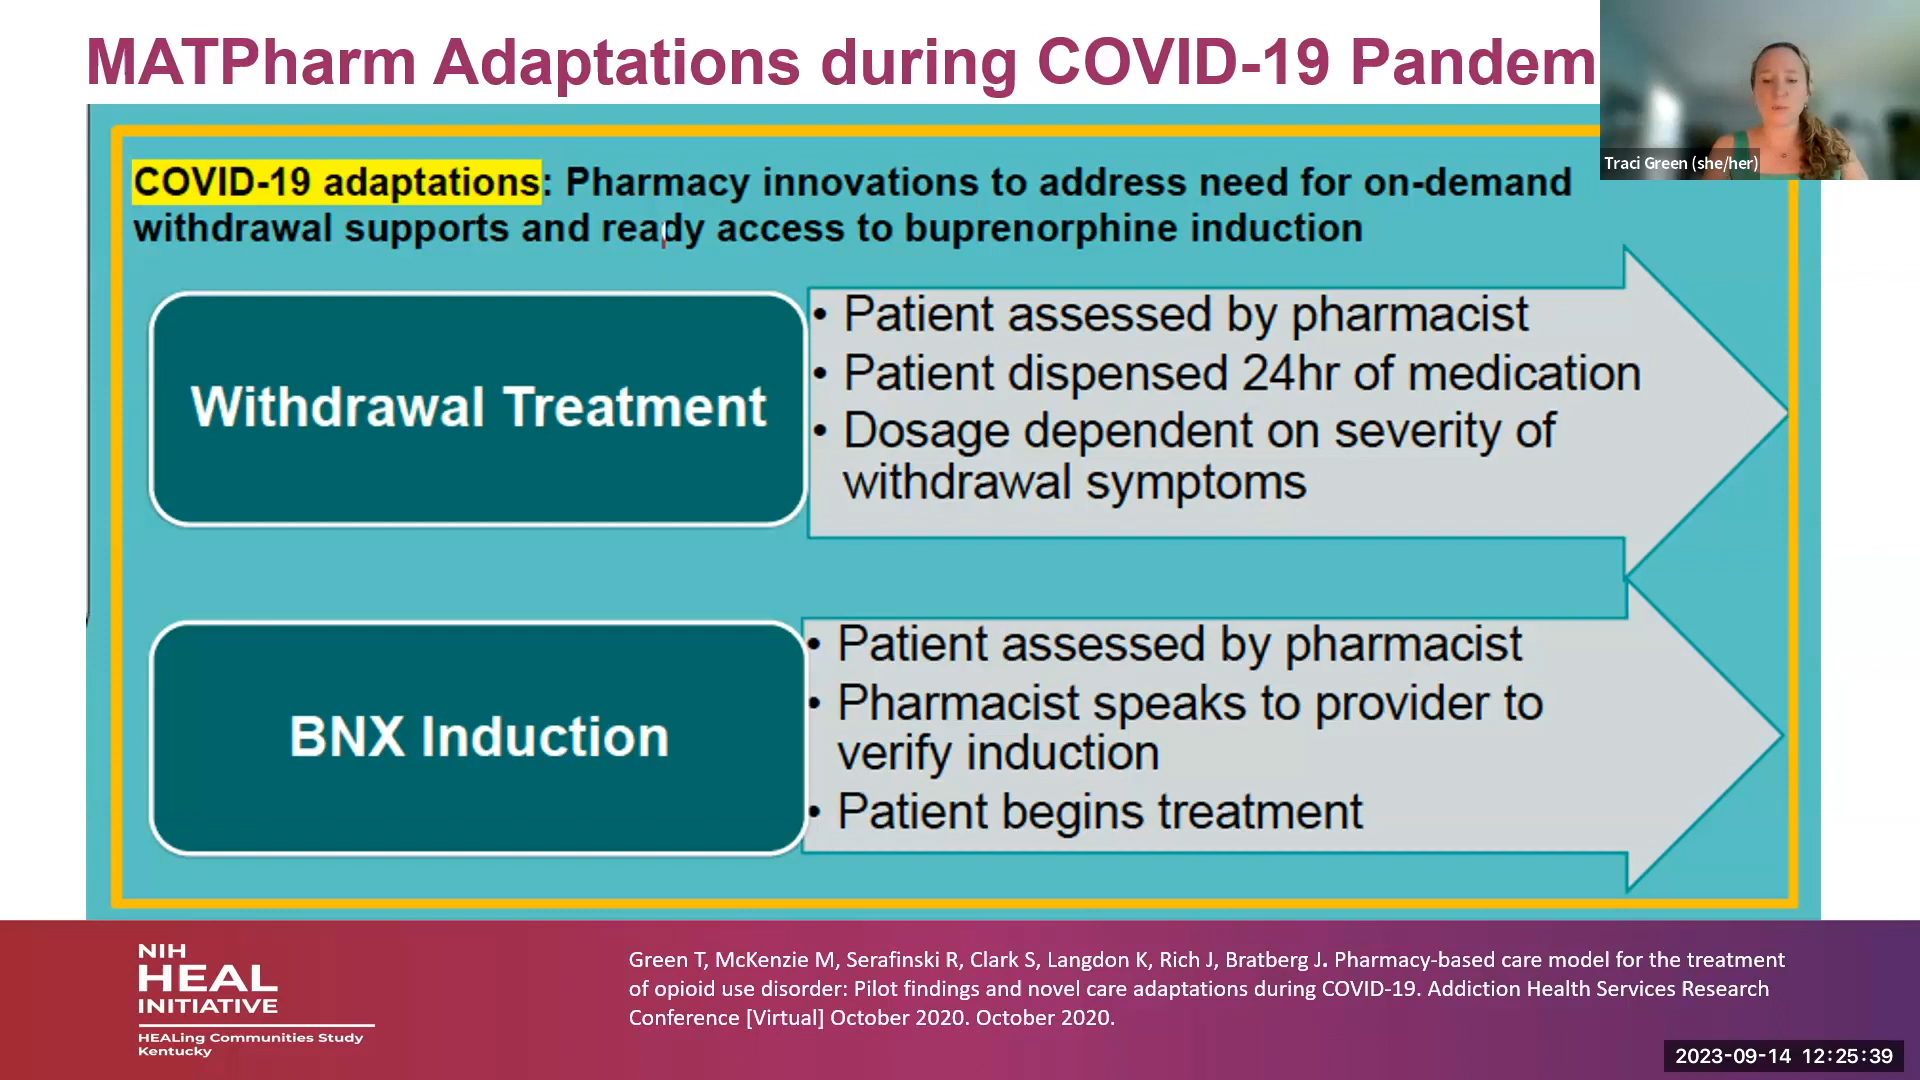 MATPharm Adaptations during COVID-19 Pandem
Traci Green (she/her)
COVID-19 adaptations: Pharmacy innovations to address need for on-demand
withdrawal supports and ready access to buprenorphine induction
Withdrawal Treatment
• Patient assessed by pharmacist
• Patient dispensed 24hr of medication
• Dosage dependent on severity of
withdrawal symptoms
BNX Induction
• Patient assessed by pharmacist
• Pharmacist speaks to provider to
verify induction
• Patient begins treatment
NIH
HEAL
INITIATIVE
HEALing Communities Study
Kentucky
Green T, McKenzie M, Serafinski R, Clark S, Langdon K, Rich J, Bratberg J. Pharmacy-based care model for the treatment
of opioid use disorder: Pilot findings and novel care adaptations during COVID-19. Addiction Health Services Research
Conference [Virtual] October 2020. October 2020.
2023-09-14 12:25:39